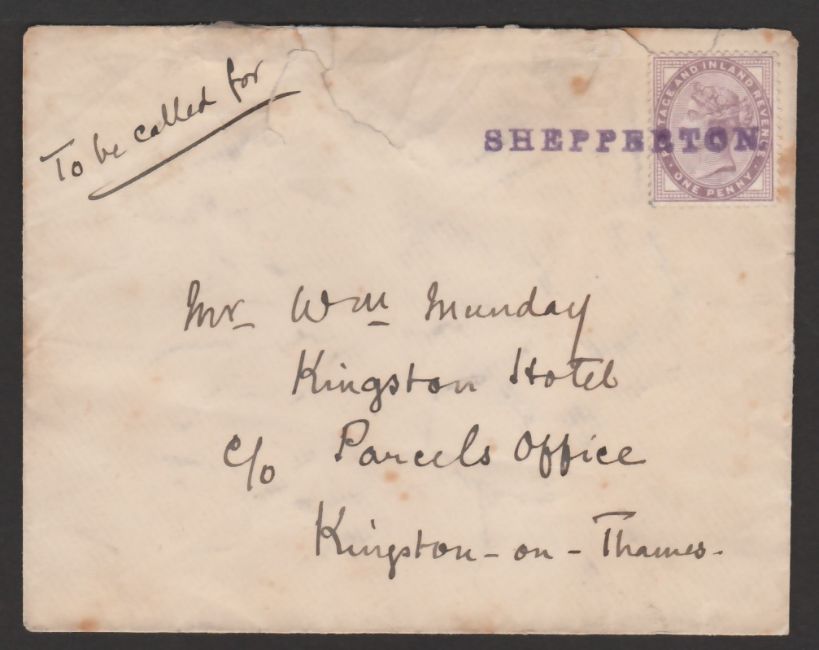 To be called for
SHEPPERTON
POSTAGE AND INLAND REVENUE
ONE PENNY
Mr Wm Munday
Kingston Hotel
c/o Parcels Office
Kingston-on-Thames.